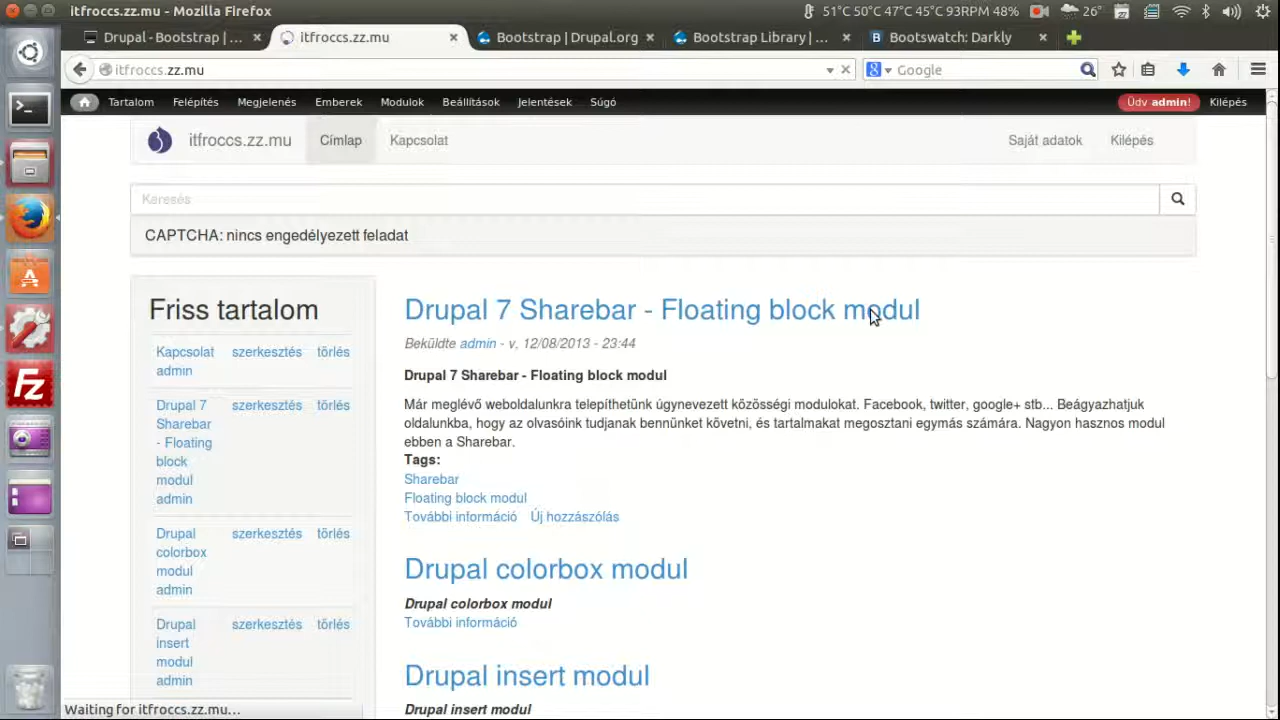 itfroccs.zz.mu - Mozilla Firefox
51°C 50°C 47°C 45°C 93RPM 48% 26°
Drupal - Bootstrap | ...
itfroccs.zz.mu
Bootstrap | Drupal.org
Bootstrap Library | ...
Bootswatch: Darkly
itfroccs.zz.mu
Google
Tartalom Felépítés Megjelenés Emberek Modulok Beállítások Jelentések Súgó
Üdv admin! Kilépés
itfroccs.zz.mu Címlap Kapcsolat Saját adatok Kilépés
Keresés
CAPTCHA: nincs engedélyezett feladat
Friss tartalom
Kapcsolat szerkesztés törlés
admin
Drupal 7 szerkesztés törlés
Sharebar
- Floating
block
modul
admin
Drupal szerkesztés törlés
colorbox
modul
admin
Drupal szerkesztés törlés
insert
modul
admin
Drupal 7 Sharebar - Floating block modul
Beküldte admin - v, 12/08/2013 - 23:44
Drupal 7 Sharebar - Floating block modul
Már meglévő weboldalunkra telepíthetünk úgynevezett közösségi modulokat. Facebook, twitter, google+ stb... Beágyazhatjuk
oldalunkba, hogy az olvasóink tudjanak bennünket követni, és tartalmakat megosztani egymás számára. Nagyon hasznos modul
ebben a Sharebar.
Tags:
Sharebar
Floating block modul
További információ Új hozzászólás
Drupal colorbox modul
Drupal colorbox modul
További információ
Drupal insert modul
Drupal insert modul
Waiting for itfroccs.zz.mu...